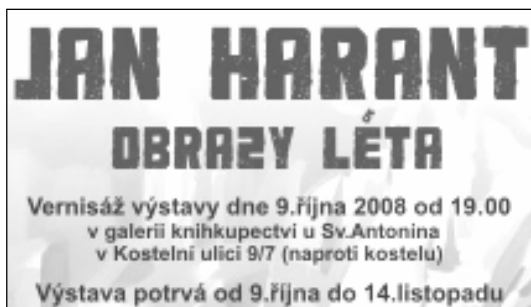 JAN HARANT
OBRAZY LÉTA
Vernisáž výstavy dne 9.října 2008 od 19.00
v galerii knihkupectví u Sv.Antonina
v Kostelní ulici 9/7 (naproti kostelu)
Výstava potrvá od 9.října do 14.listopadu